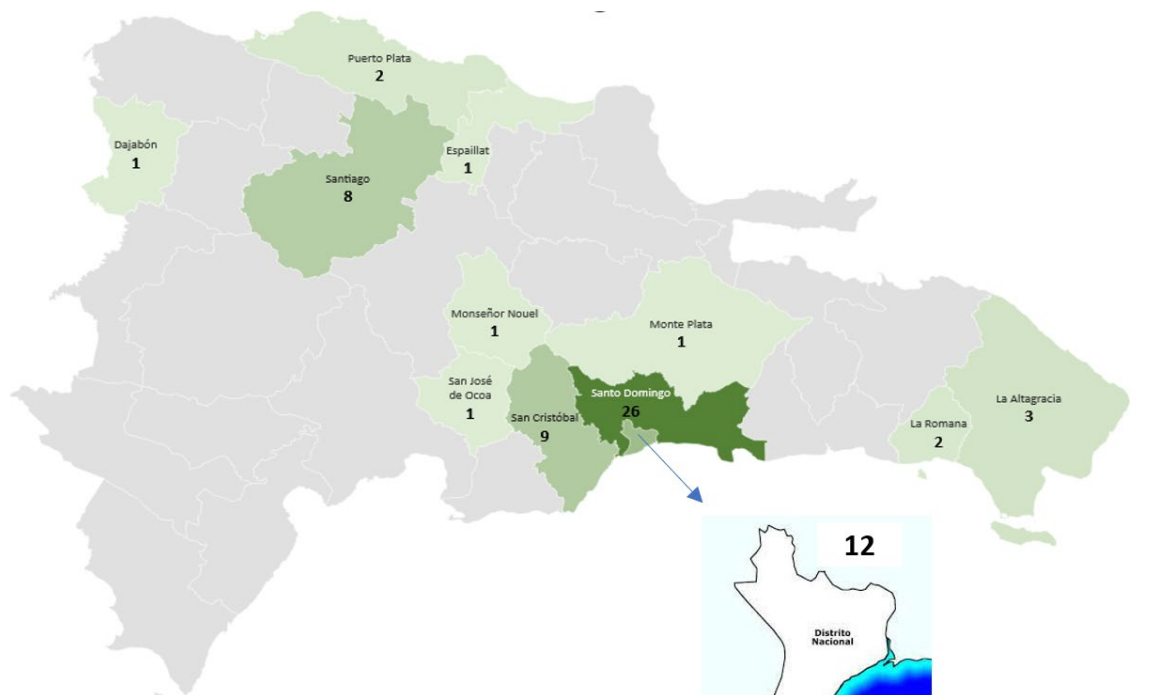 Puerto Plata
2
Dajabón
1
Espaillat
1
Santiago
8
Monseñor Nouel
1
Monte Plata
1
San José
de Ocoa
1
San Cristóbal
9
Santo Domingo
26
La Romana
2
La Altagracia
3
12
Distrito
Nacional